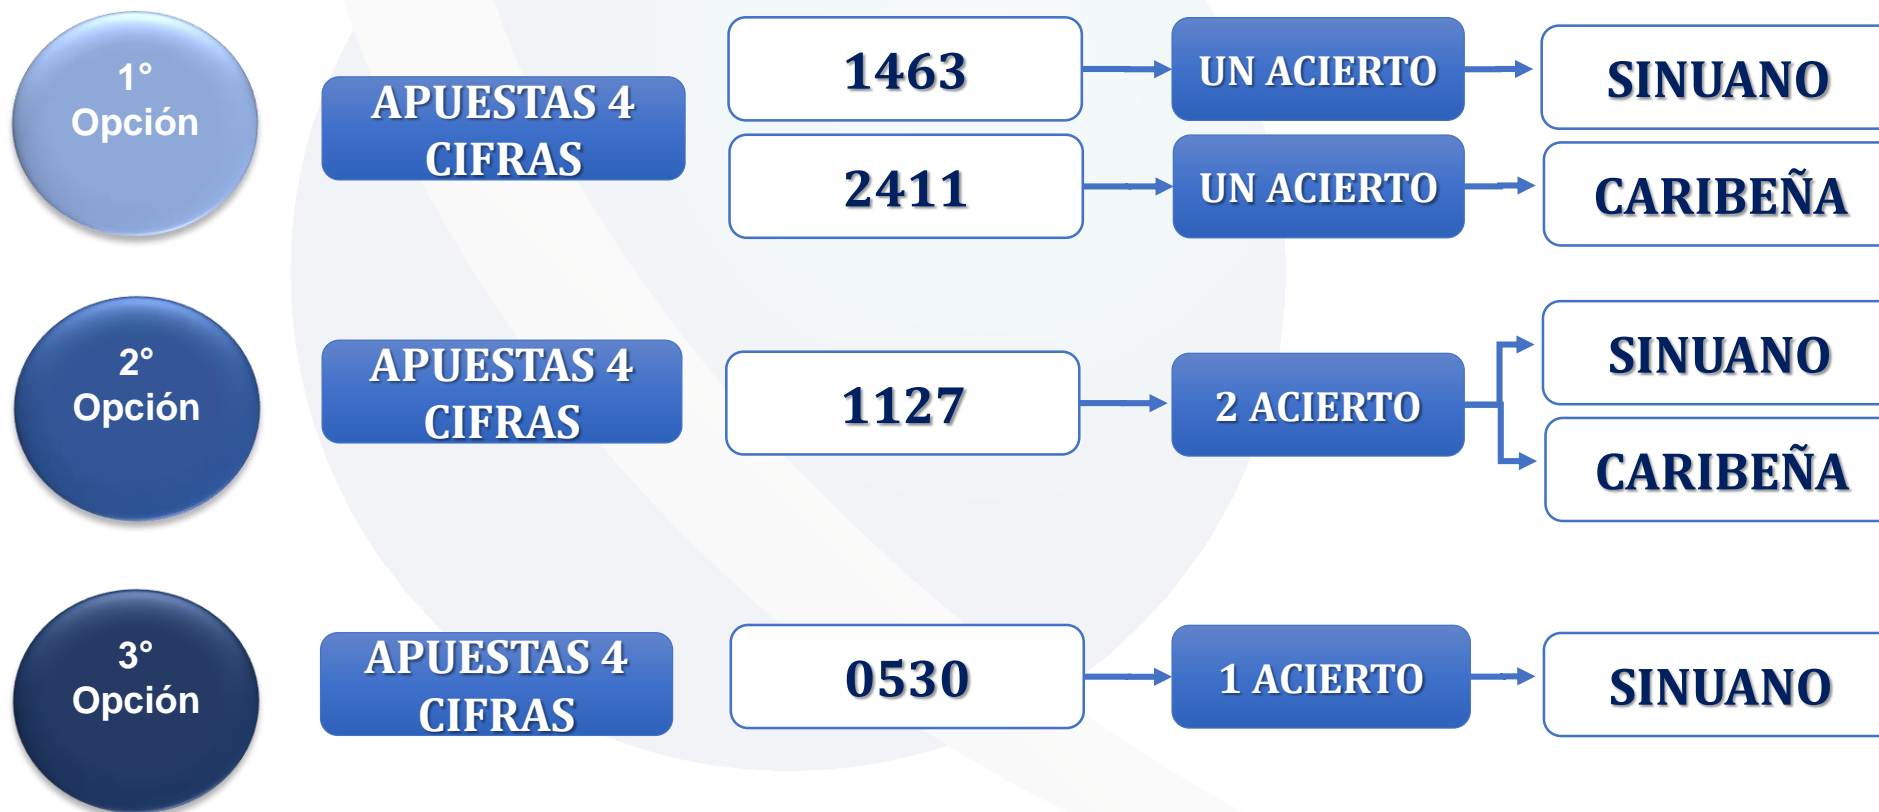 1°
Opción
APUESTAS 4
CIFRAS
1463
UN ACIERTO
SINUANO
2411
UN ACIERTO
CARIBEÑA
2°
Opción
APUESTAS 4
CIFRAS
1127
2 ACIERTO
SINUANO
CARIBEÑA
3°
Opción
APUESTAS 4
CIFRAS
0530
1 ACIERTO
SINUANO